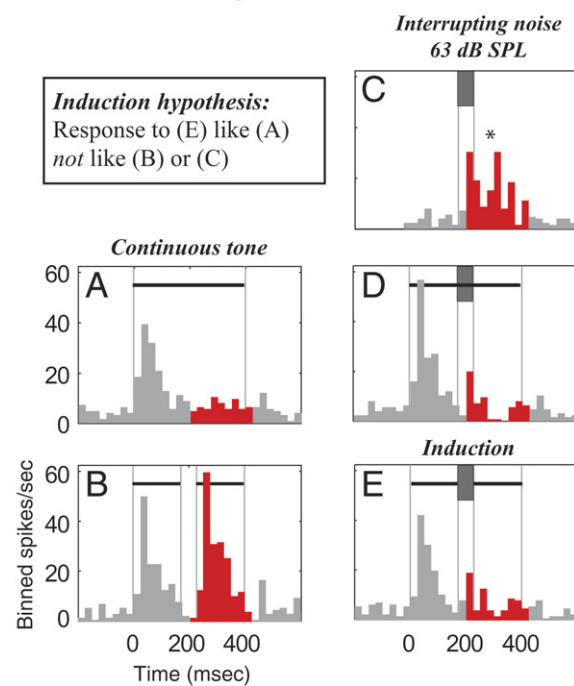 Interrupting noise
63 dB SPL
Induction hypothesis:
Response to (E) like (A)
not like (B) or (C)
C
*
Continuous tone
60
40
20
0
A
D
Induction
Binned spikes/sec
60
40
20
0
B
E
0
200
400
0
200
400
Time (msec)